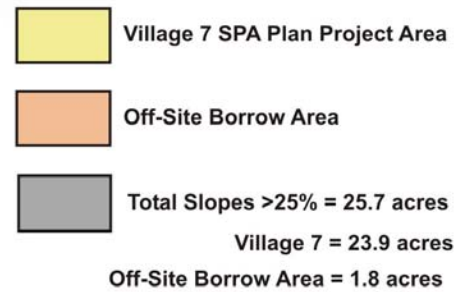 Village 7 SPA Plan Project Area
Off-Site Borrow Area
Total Slopes >25% = 25.7 acres
Village 7 = 23.9 acres
Off-Site Borrow Area = 1.8 acres